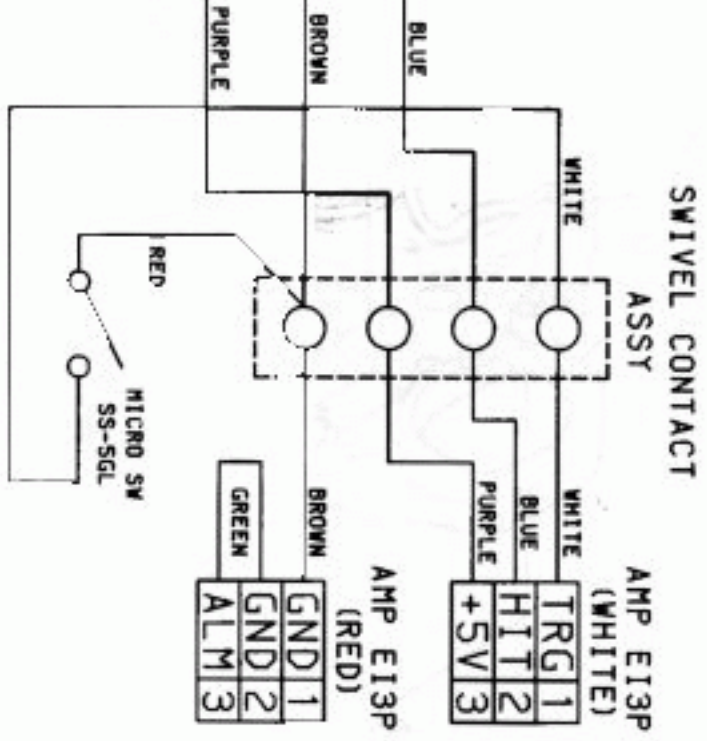 PURPLE
BROWN
BLUE
WHITE
SWIVEL CONTACT
ASSY
RED
MICRO SW
SS-5GL
GREEN
BROWN
PURPLE
BLUE
WHITE
AMP EI3P
(RED)
GND 1
GND 2
ALM 3
AMP EI3P
(WHITE)
TRG 1
HIT 2
+5V 3